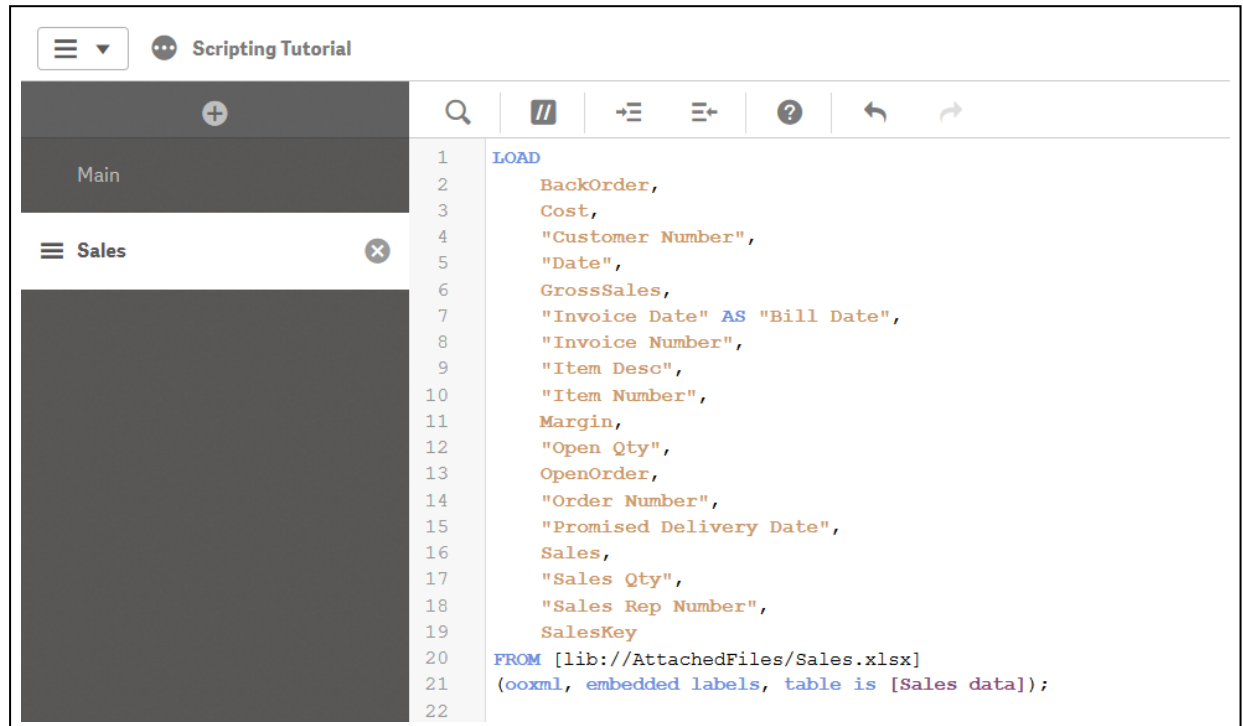 Scripting Tutorial
Main
Sales
1 LOAD
2 BackOrder,
3 Cost,
4 "Customer Number",
5 "Date",
6 GrossSales,
7 "Invoice Date" AS "Bill Date",
8 "Invoice Number",
9 "Item Desc",
10 "Item Number",
11 Margin,
12 "Open Qty",
13 OpenOrder,
14 "Order Number",
15 "Promised Delivery Date",
16 Sales,
17 "Sales Qty",
18 "Sales Rep Number",
19 SalesKey
20 FROM [lib://AttachedFiles/Sales.xlsx]
21 (ooxml, embedded labels, table is [Sales data]);
22